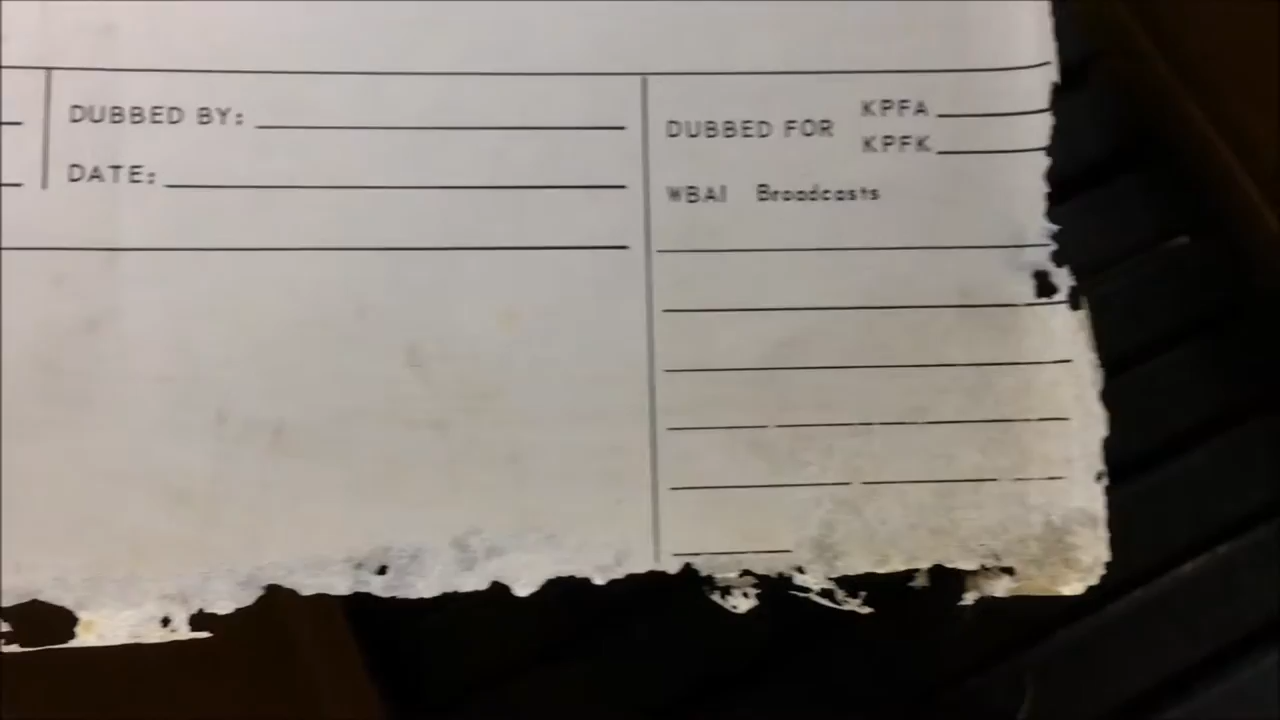 DUBBED BY:
DATE:
DUBBED FOR
KPFA
KPFK
WBAI Broadcasts